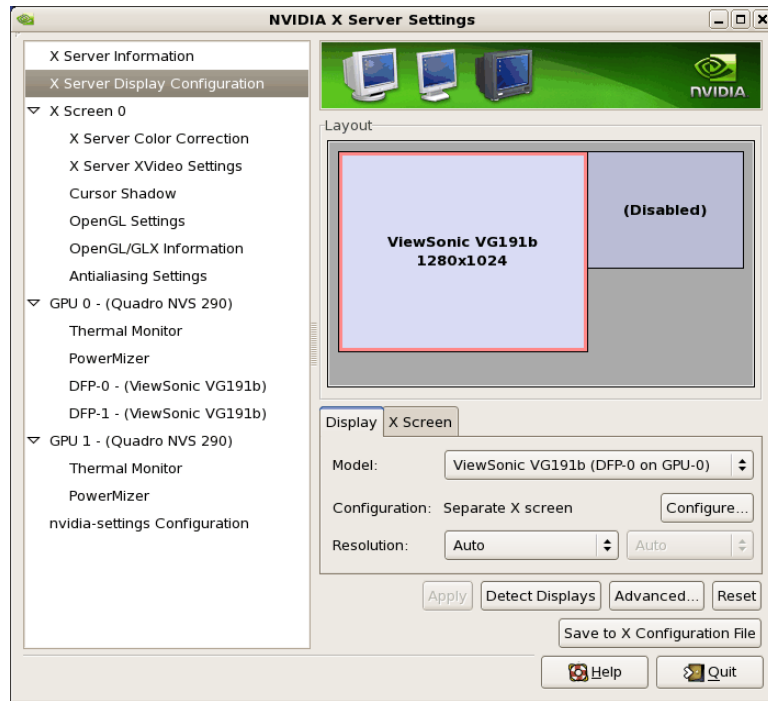 NVIDIA X Server Settings
X Server Information
X Server Display Configuration
X Screen 0
X Server Color Correction
X Server XVideo Settings
Cursor Shadow
OpenGL Settings
OpenGL/GLX Information
Antialiasing Settings
GPU 0 - (Quadro NVS 290)
Thermal Monitor
PowerMizer
DFP-0 - (ViewSonic VG191b)
DFP-1 - (ViewSonic VG191b)
GPU 1 - (Quadro NVS 290)
Thermal Monitor
PowerMizer
nvidia-settings Configuration
NVIDIA
Layout
ViewSonic VG191b
1280x1024
(Disabled)
Display X Screen
Model: ViewSonic VG191b (DFP-0 on GPU-0)
Configuration: Separate X screen Configure...
Resolution: Auto Auto
Apply Detect Displays Advanced... Reset
Save to X Configuration File
Help Quit